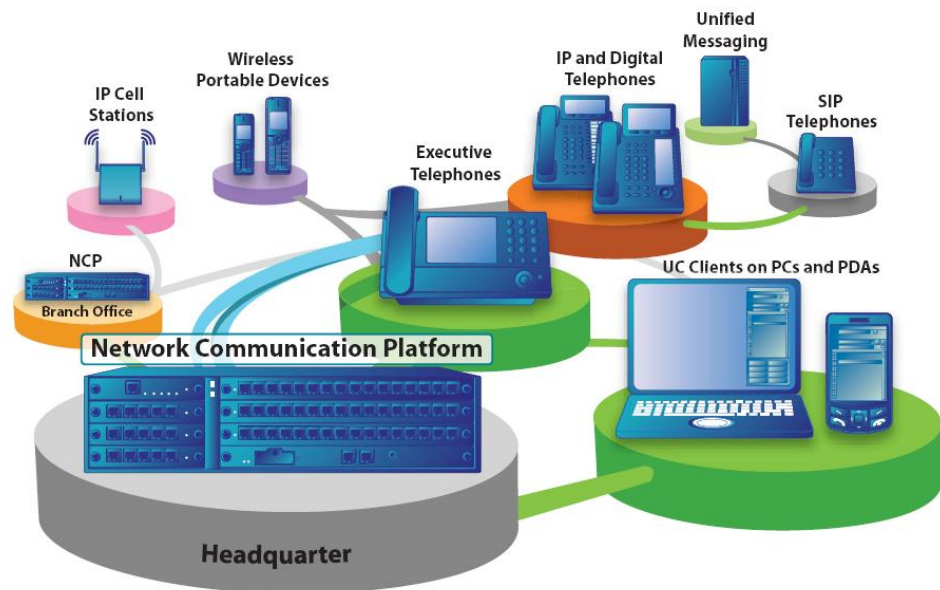 Unified
Messaging
Wireless
Portable Devices
IP and Digital
Telephones
IP Cell
Stations
SIP
Telephones
Executive
Telephones
NCP
Branch Office
UC Clients on PCs and PDAs
Network Communication Platform
Headquarter